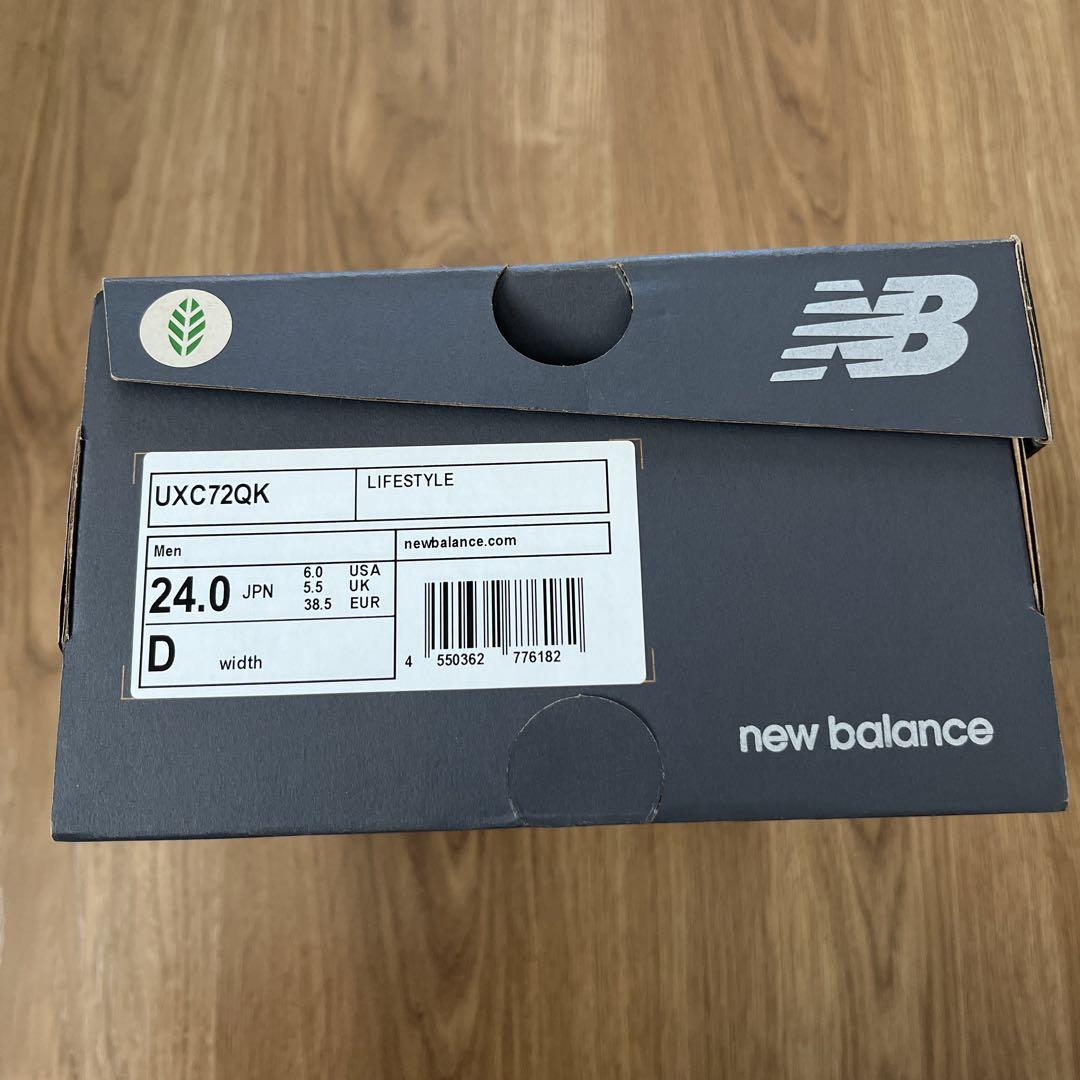 NB
UXC72QK
LIFESTYLE
Men
newbalance.com
24.0 JPN
6.0 USA
5.5 UK
38.5 EUR
D width
4 550362 776182
new balance